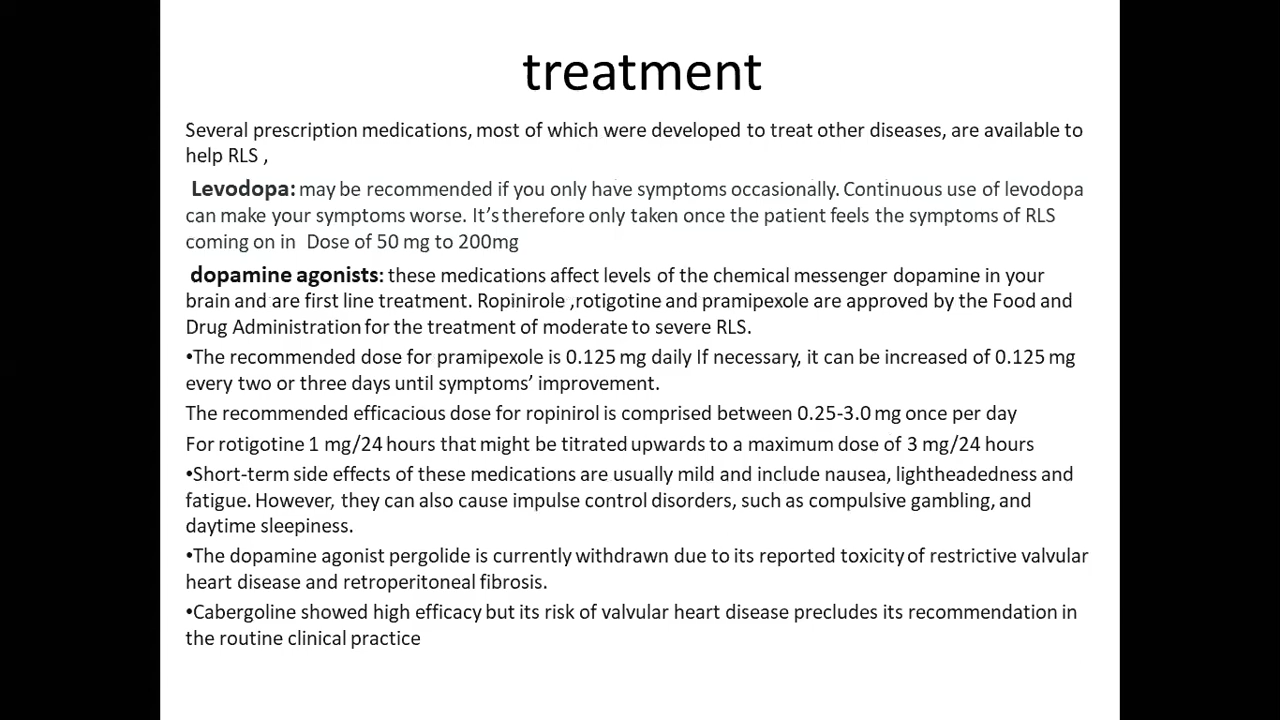 treatment
Several prescription medications, most of which were developed to treat other diseases, are available to
help RLS ,
Levodopa: may be recommended if you only have symptoms occasionally. Continuous use of levodopa
can make your symptoms worse. It’s therefore only taken once the patient feels the symptoms of RLS
coming on in Dose of 50 mg to 200mg
dopamine agonists: these medications affect levels of the chemical messenger dopamine in your
brain and are first line treatment. Ropinirole ,rotigotine and pramipexole are approved by the Food and
Drug Administration for the treatment of moderate to severe RLS.
•The recommended dose for pramipexole is 0.125 mg daily If necessary, it can be increased of 0.125 mg
every two or three days until symptoms’ improvement.
The recommended efficacious dose for ropinirol is comprised between 0.25-3.0 mg once per day
For rotigotine 1 mg/24 hours that might be titrated upwards to a maximum dose of 3 mg/24 hours
•Short-term side effects of these medications are usually mild and include nausea, lightheadedness and
fatigue. However, they can also cause impulse control disorders, such as compulsive gambling, and
daytime sleepiness.
•The dopamine agonist pergolide is currently withdrawn due to its reported toxicity of restrictive valvular
heart disease and retroperitoneal fibrosis.
•Cabergoline showed high efficacy but its risk of valvular heart disease precludes its recommendation in
the routine clinical practice